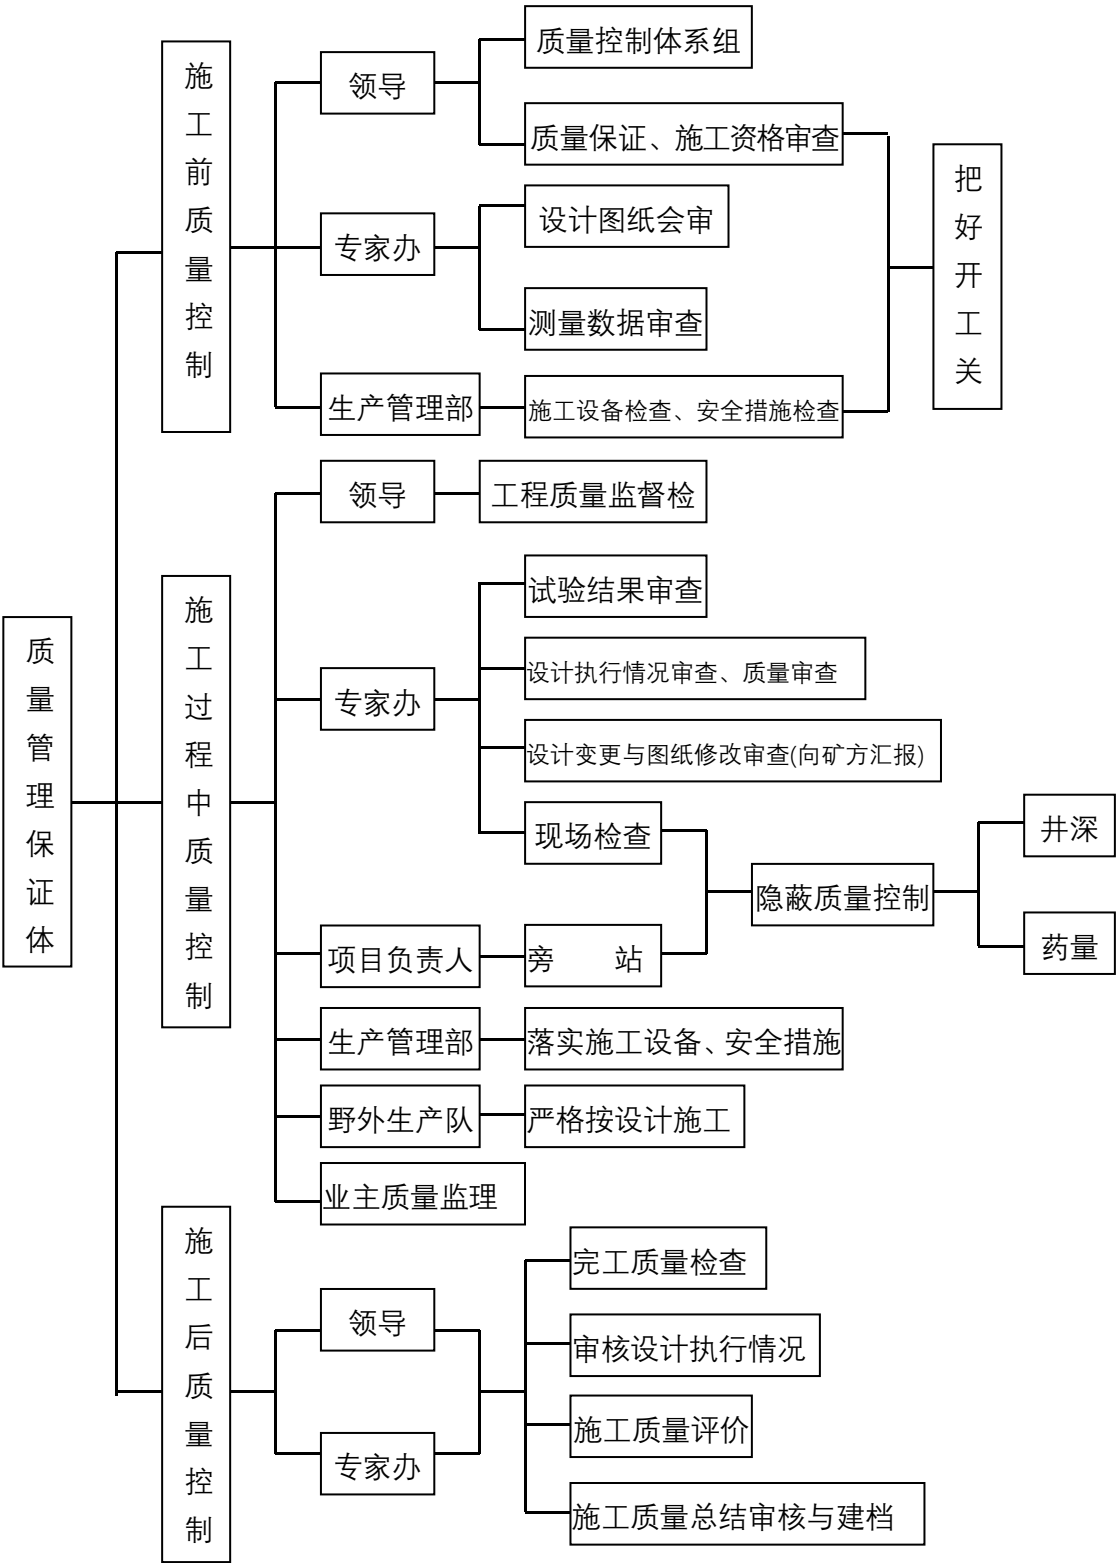 质量管理保证体
施工前质量控制
领导
质量控制体系组
质量保证、施工资格审查
专家办
设计图纸会审
测量数据审查
生产管理部
施工设备检查、安全措施检查
把好开工关
施工过程中质量控制
领导
工程质量监督检
专家办
试验结果审查
设计执行情况审查、质量审查
设计变更与图纸修改审查(向矿方汇报)
现场检查
项目负责人
旁 站
隐蔽质量控制
井深
药量
生产管理部
落实施工设备、安全措施
野外生产队
严格按设计施工
业主质量监理
施工后质量控制
领导
专家办
完工质量检查
审核设计执行情况
施工质量评价
施工质量总结审核与建档